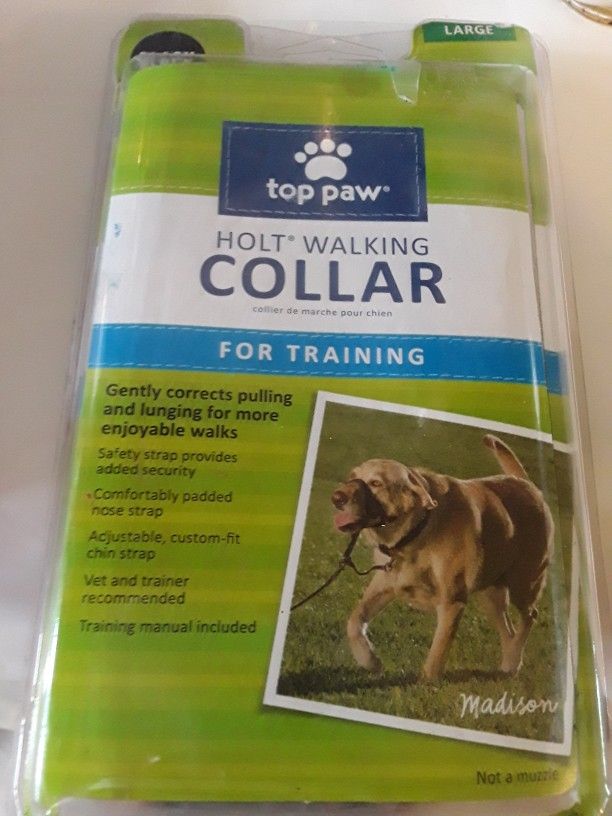 LARGE
top paw®
HOLT® WALKING
COLLAR
collier de marche pour chien
FOR TRAINING
Gently corrects pulling
and lunging for more
enjoyable walks
Safety strap provides
added security
Comfortably padded
nose strap
Adjustable, custom-fit
chin strap
Vet and trainer
recommended
Training manual included
Madison
Not a muzzle